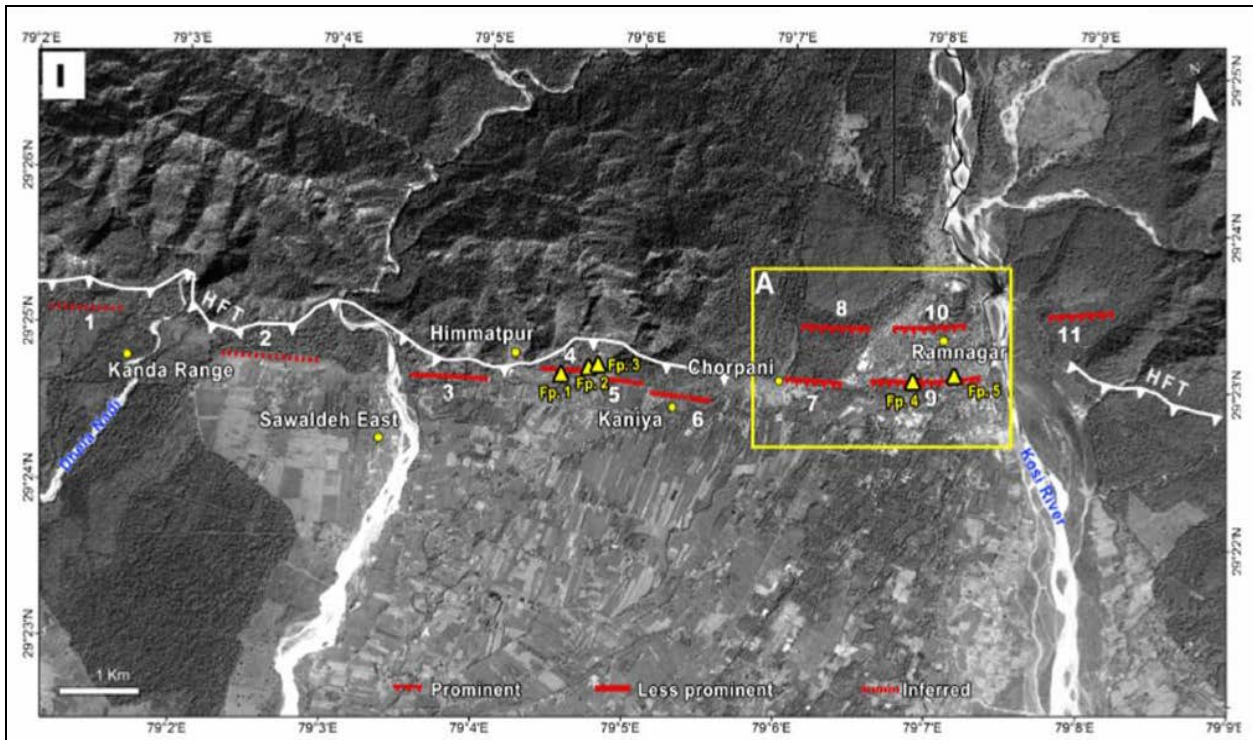 79°2'E 79°3'E 79°4'E 79°5'E 79°6'E 79°7'E 79°8'E 79°9'E
I
N
29°26'N
29°25'N
29°24'N
29°23'N
29°25'N
29°24'N
29°23'N
29°22'N
A
HFT
1
2
Kanda Range
Dhela Nadi
Sawaldeh East
Himmatpur
3
4
Fp. 1
Fp. 2
Fp. 3
5
Kaniya
6
Chorpani
7
8
10
Ramnagar
Fp. 4
9
Fp. 5
11
HFT
Kosi River
1 Km
Prominent
Less prominent
Inferred
79°2'E 79°3'E 79°4'E 79°5'E 79°6'E 79°7'E 79°8'E 79°9'E